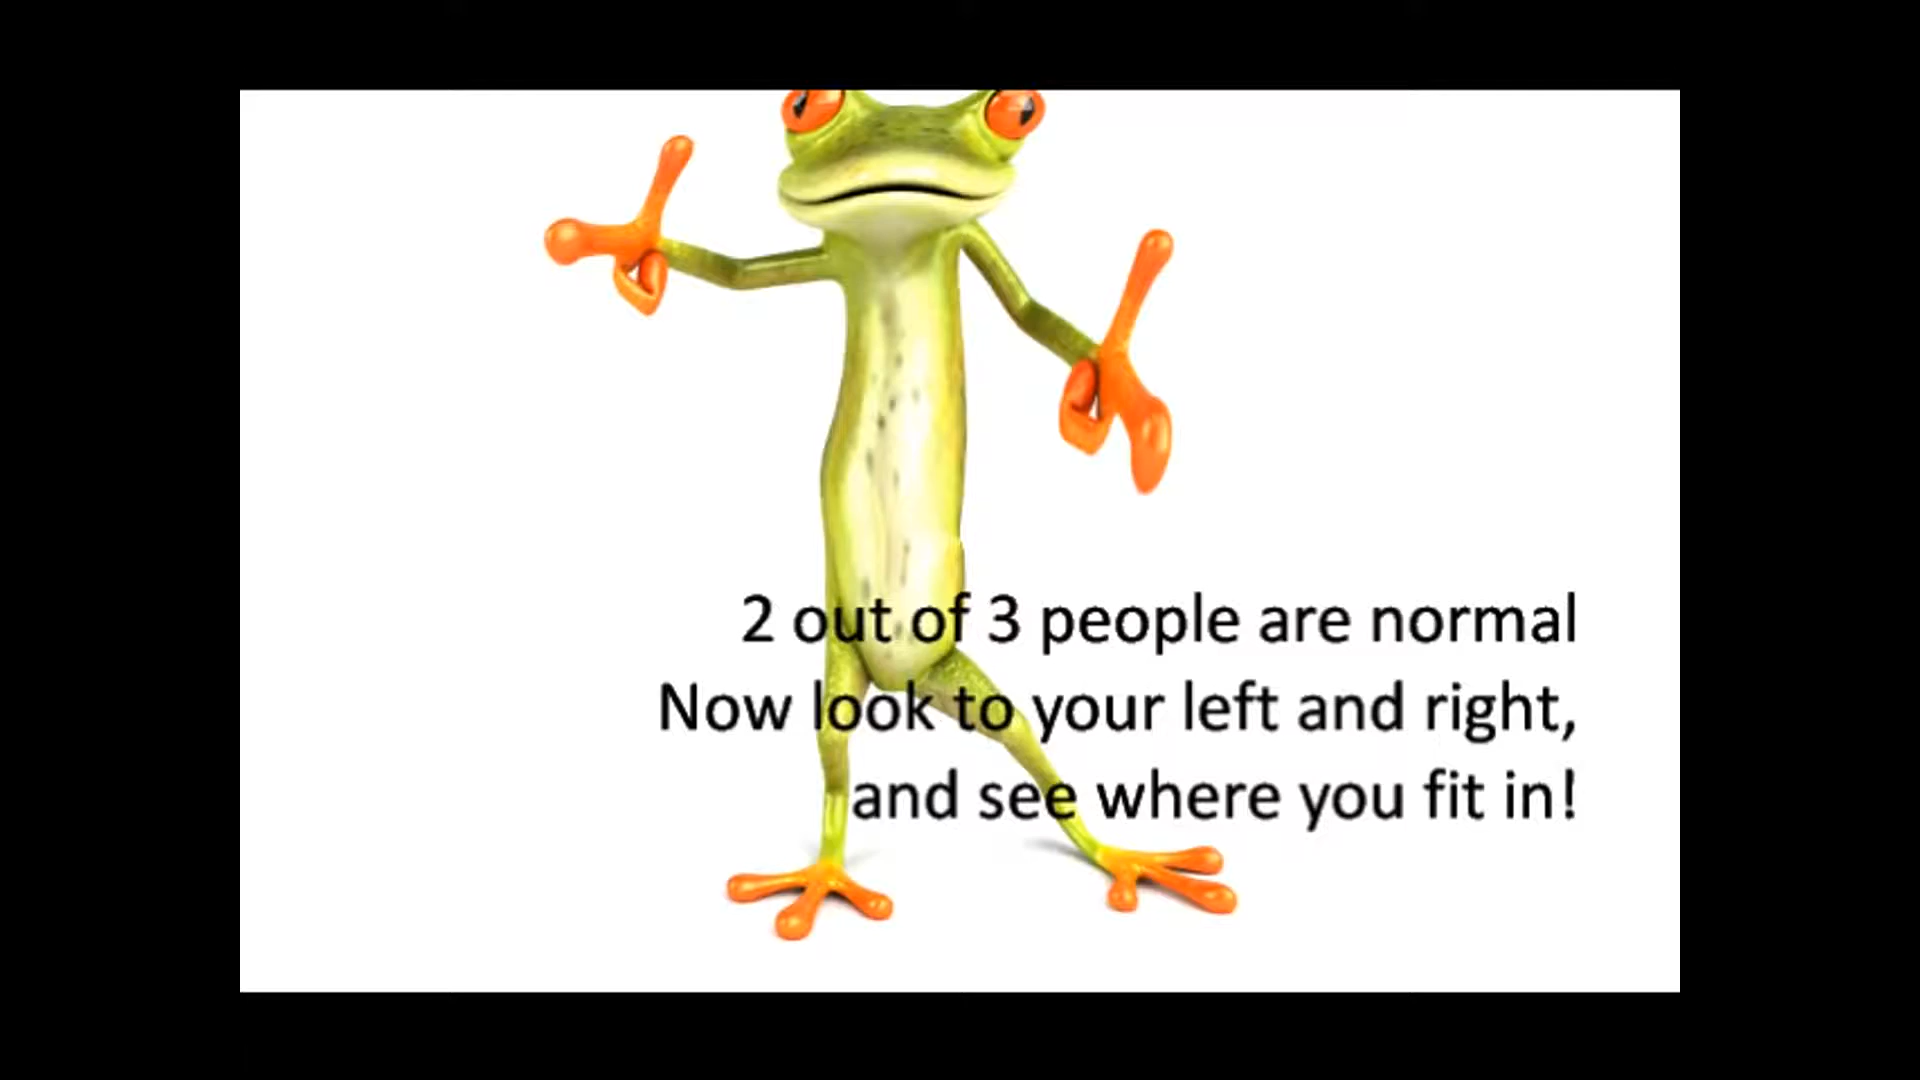 2 out of 3 people are normal
Now look to your left and right,
and see where you fit in!